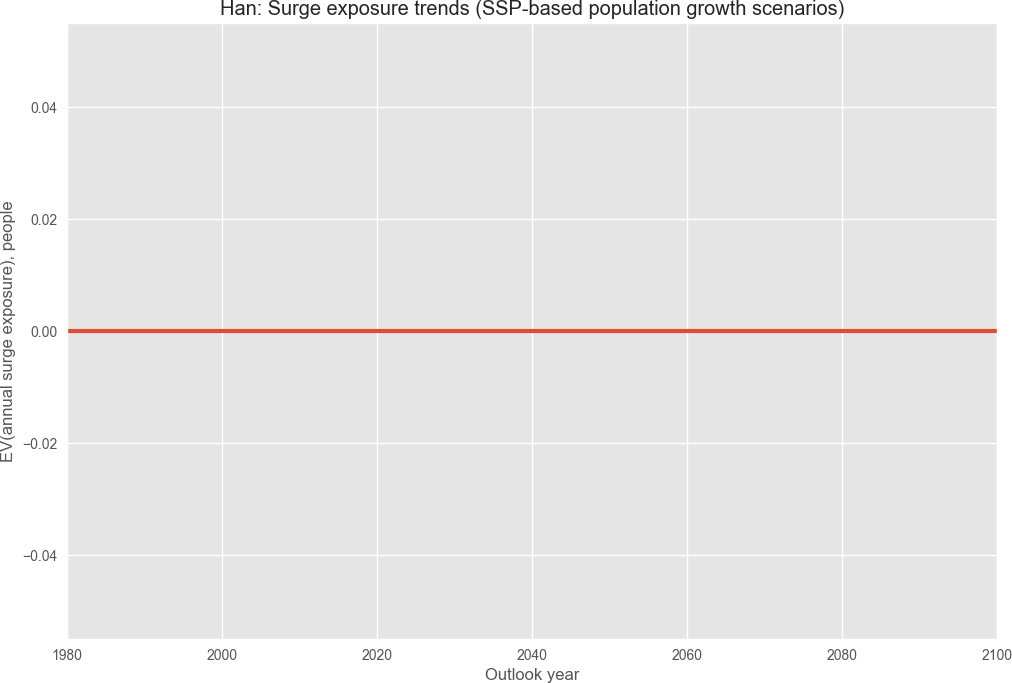 Han: Surge exposure trends (SSP-based population growth scenarios)
EV(annual surge exposure), people
0.04
0.02
0.00
−0.02
−0.04
1980 2000 2020 2040 2060 2080 2100
Outlook year